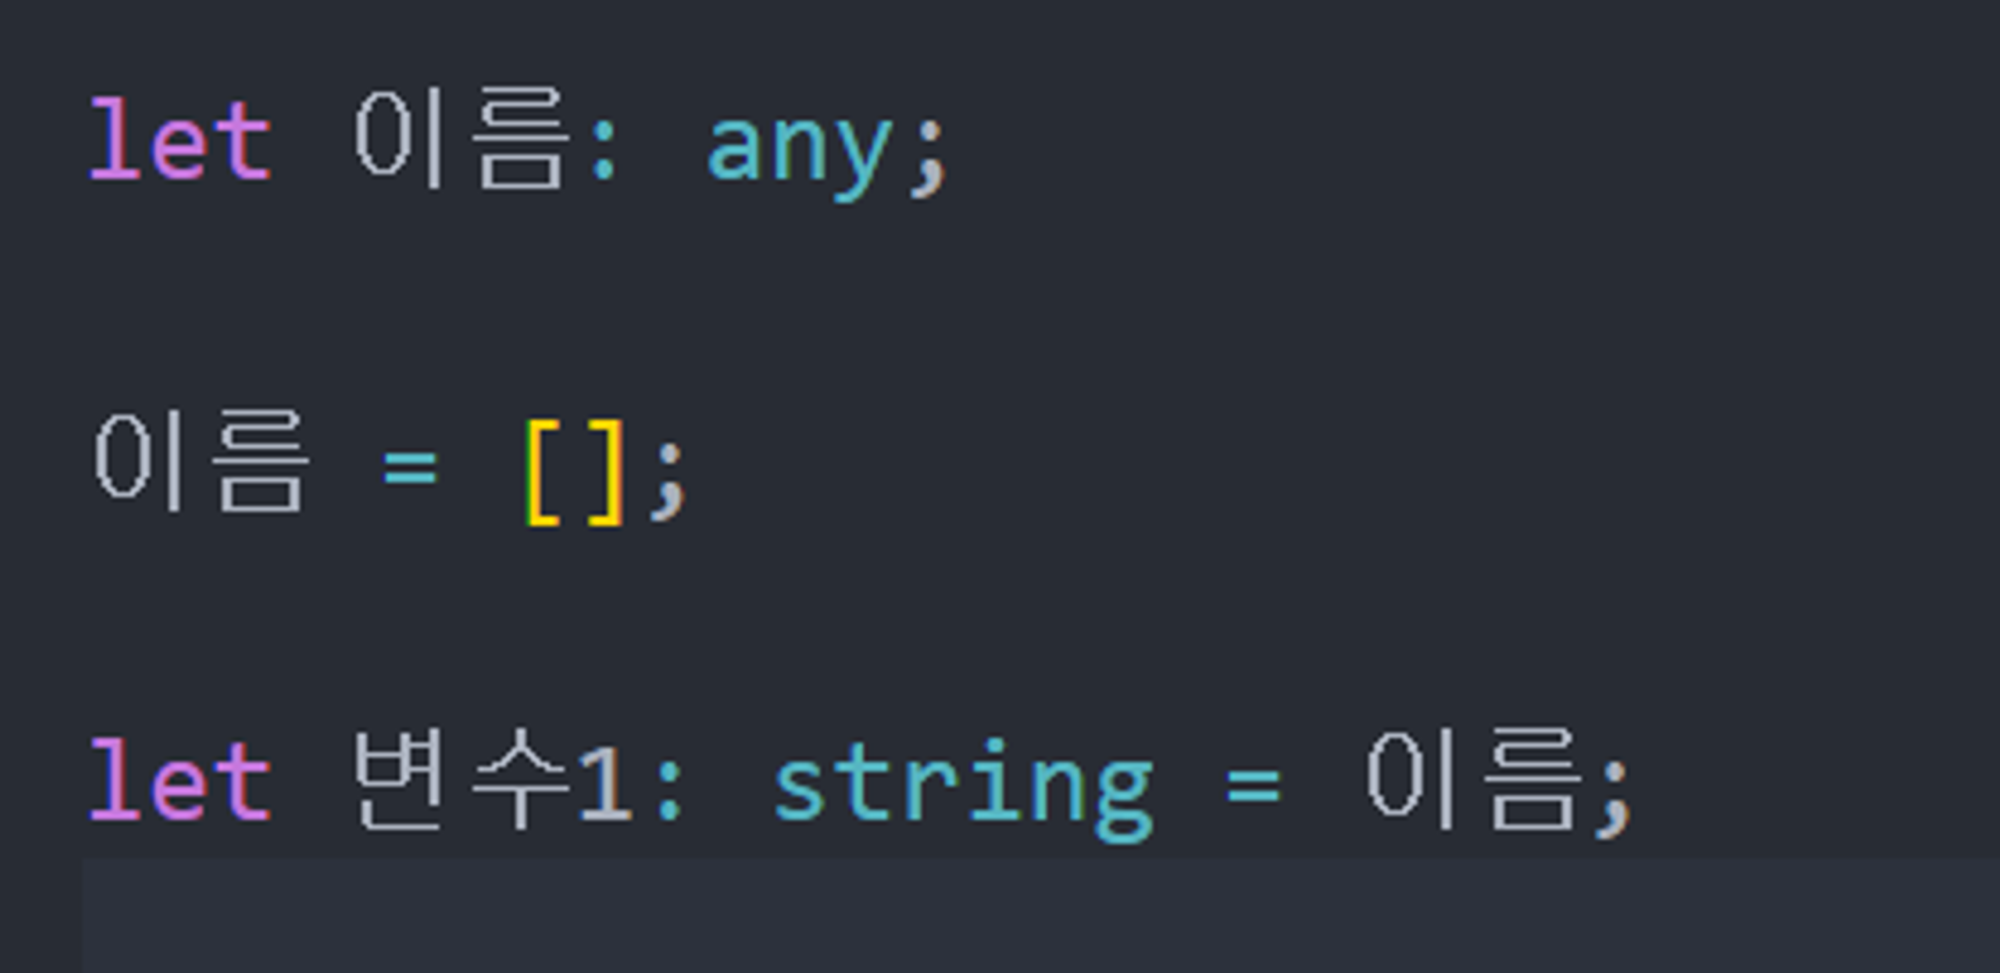 let 이름: any;
이름 = [];
let 변수1: string = 이름;